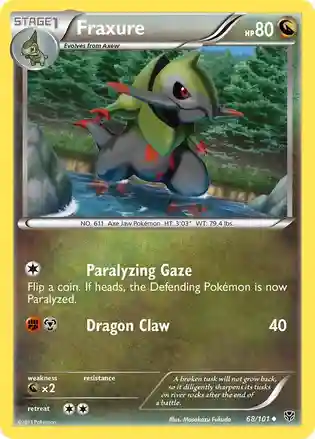 STAGE1
Fraxure
HP80
Evolves from Axew
NO. 611 Axe Jaw Pokémon HT: 3'03" WT: 79.4 lbs.
Paralyzing Gaze
Flip a coin. If heads, the Defending Pokémon is now
Paralyzed.
Dragon Claw 40
weakness resistance
×2
retreat
A broken tusk will not grow back,
so it diligently sharpens its tusks
on river rocks after the end of
a battle.
Illus. Masakazu Fukuda
68/101
©2013 Pokémon